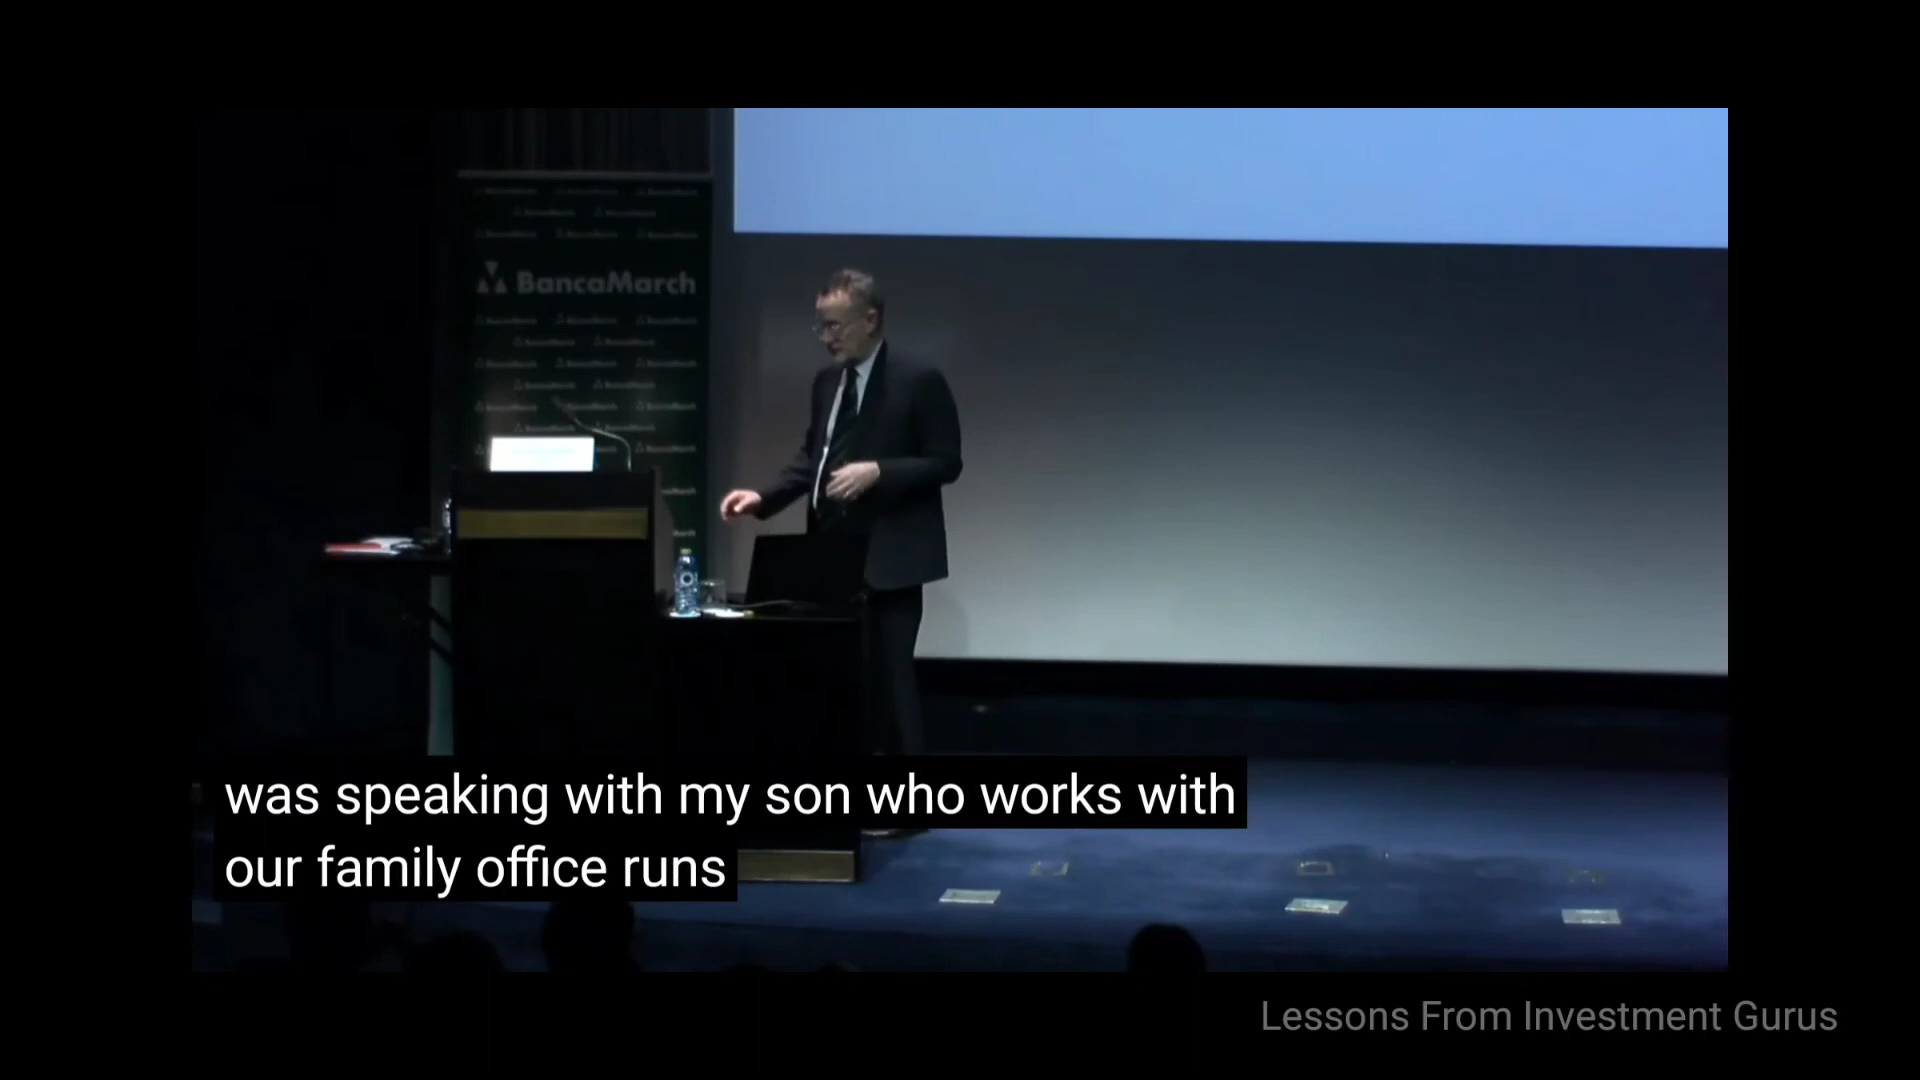 BancaMarch
was speaking with my son who works with
our family office runs
Lessons From Investment Gurus